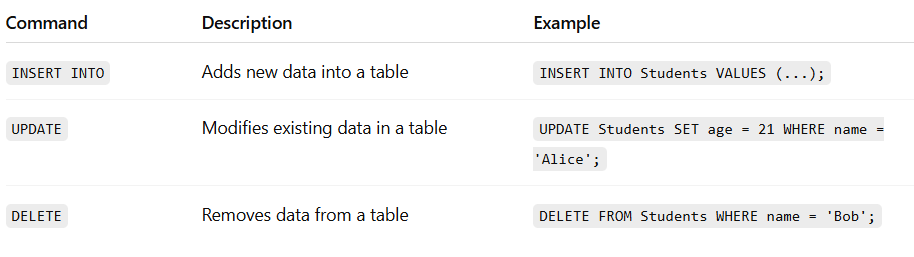 Command Description Example
INSERT INTO Adds new data into a table INSERT INTO Students VALUES (...);
UPDATE Modifies existing data in a table UPDATE Students SET age = 21 WHERE name =
'Alice';
DELETE Removes data from a table DELETE FROM Students WHERE name = 'Bob';